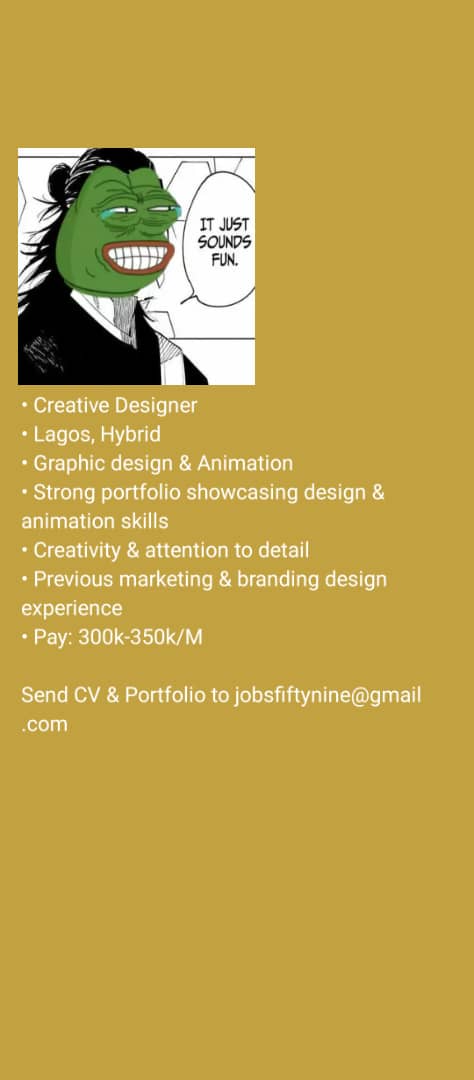 IT JUST
SOUNDS
FUN.
• Creative Designer
• Lagos, Hybrid
• Graphic design & Animation
• Strong portfolio showcasing design &
animation skills
• Creativity & attention to detail
• Previous marketing & branding design
experience
• Pay: 300k-350k/M
Send CV & Portfolio to jobsfiftynine@gmail
.com